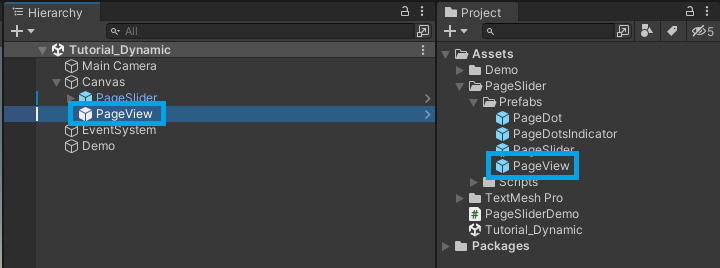 Hierarchy
All
Tutorial_Dynamic
Main Camera
Canvas
PageSlider
PageView
EventSystem
Demo
Project
5
Assets
Demo
PageSlider
Prefabs
PageDot
PageDotsIndicator
PageSlider
PageView
Scripts
TextMesh Pro
# PageSliderDemo
Tutorial_Dynamic
Packages